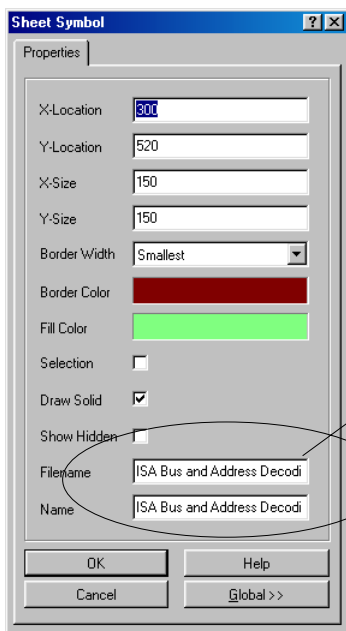 Sheet Symbol
Properties
X-Location 300
Y-Location 520
X-Size 150
Y-Size 150
Border Width Smallest
Border Color
Fill Color
Selection
Draw Solid
Show Hidden
Filename ISA Bus and Address Decodi
Name ISA Bus and Address Decodi
OK Help
Cancel Global >>